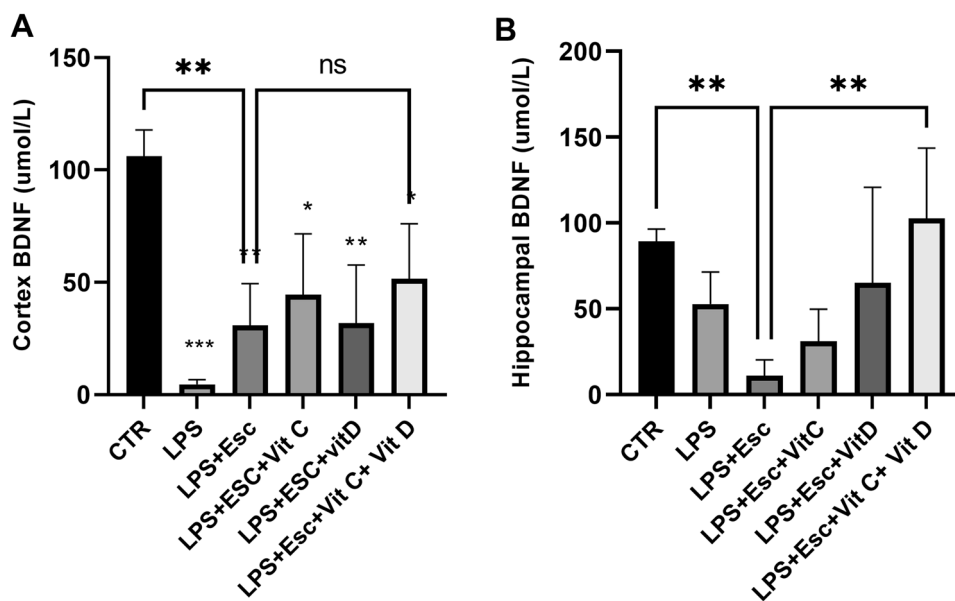 A
Cortex BDNF (umol/L)
150
100
50
0
**
ns
***
**
*
**
*
CTR
LPS
LPS+Esc
LPS+ESC+Vit C
LPS+ESC+vitD
LPS+Esc+Vit C+ Vit D
B
Hippocampal BDNF (umol/L)
200
150
100
50
0
**
**
CTR
LPS
LPS+Esc
LPS+Esc+VitC
LPS+Esc+VitD
LPS+Esc+Vit C+ Vit D